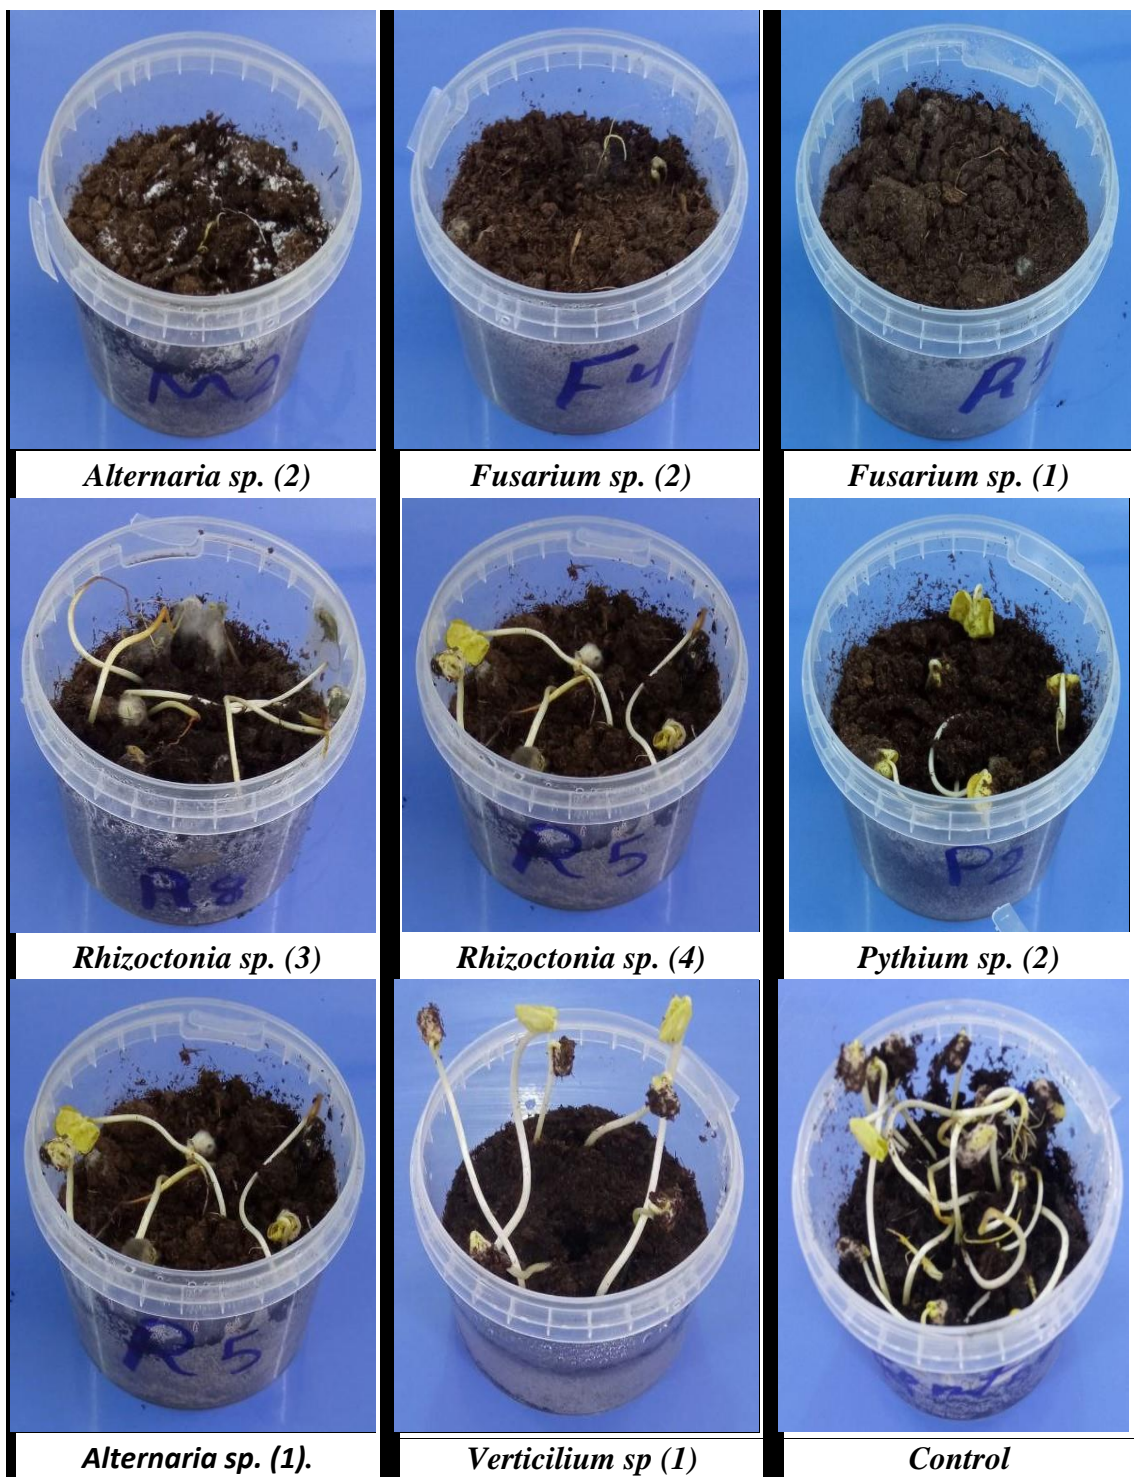 M2
F4
Alternaria sp. (2)
Fusarium sp. (2)
Fusarium sp. (1)
R8
R5
P2
Rhizoctonia sp. (3)
Rhizoctonia sp. (4)
Pythium sp. (2)
R5
Alternaria sp. (1).
Verticilium sp (1)
Control